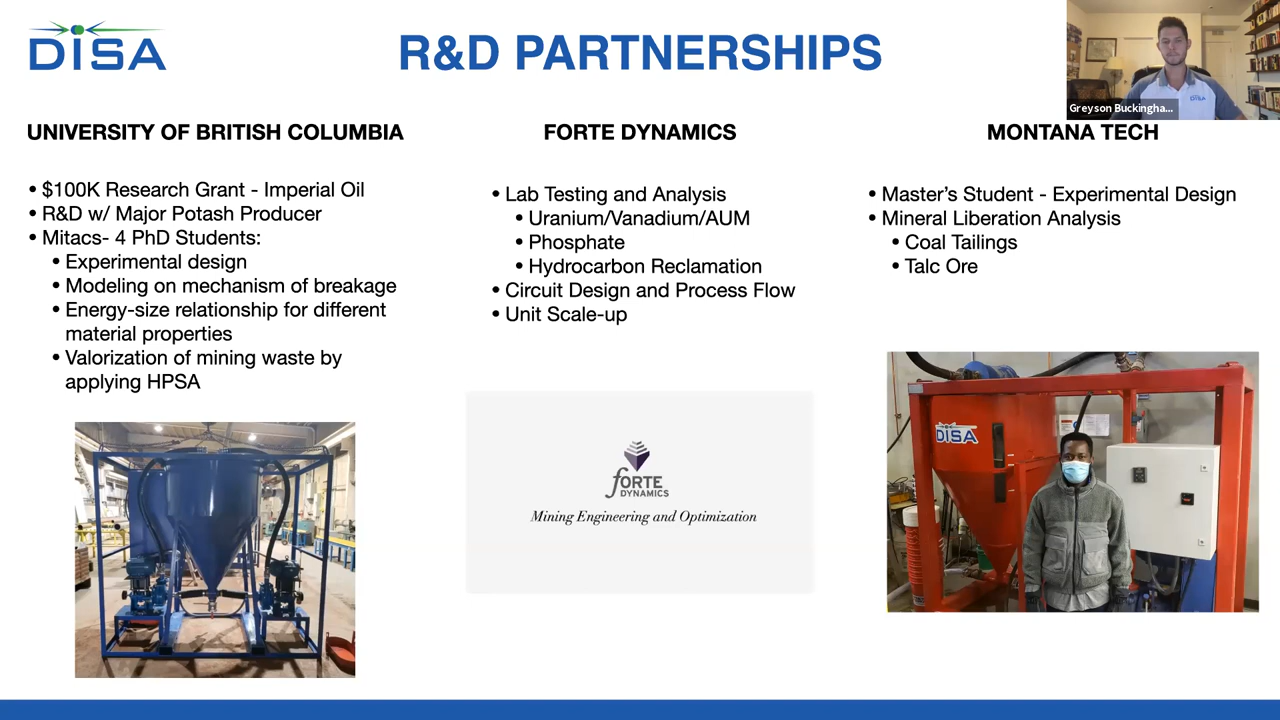 DISA
R&D PARTNERSHIPS
Greyson Buckingha...
DISA
UNIVERSITY OF BRITISH COLUMBIA
• $100K Research Grant - Imperial Oil
• R&D w/ Major Potash Producer
• Mitacs- 4 PhD Students:
• Experimental design
• Modeling on mechanism of breakage
• Energy-size relationship for different
material properties
• Valorization of mining waste by
applying HPSA
FORTE DYNAMICS
• Lab Testing and Analysis
• Uranium/Vanadium/AUM
• Phosphate
• Hydrocarbon Reclamation
• Circuit Design and Process Flow
• Unit Scale-up
forte
DYNAMICS
Mining Engineering and Optimization
MONTANA TECH
• Master's Student - Experimental Design
• Mineral Liberation Analysis
• Coal Tailings
• Talc Ore
DISA